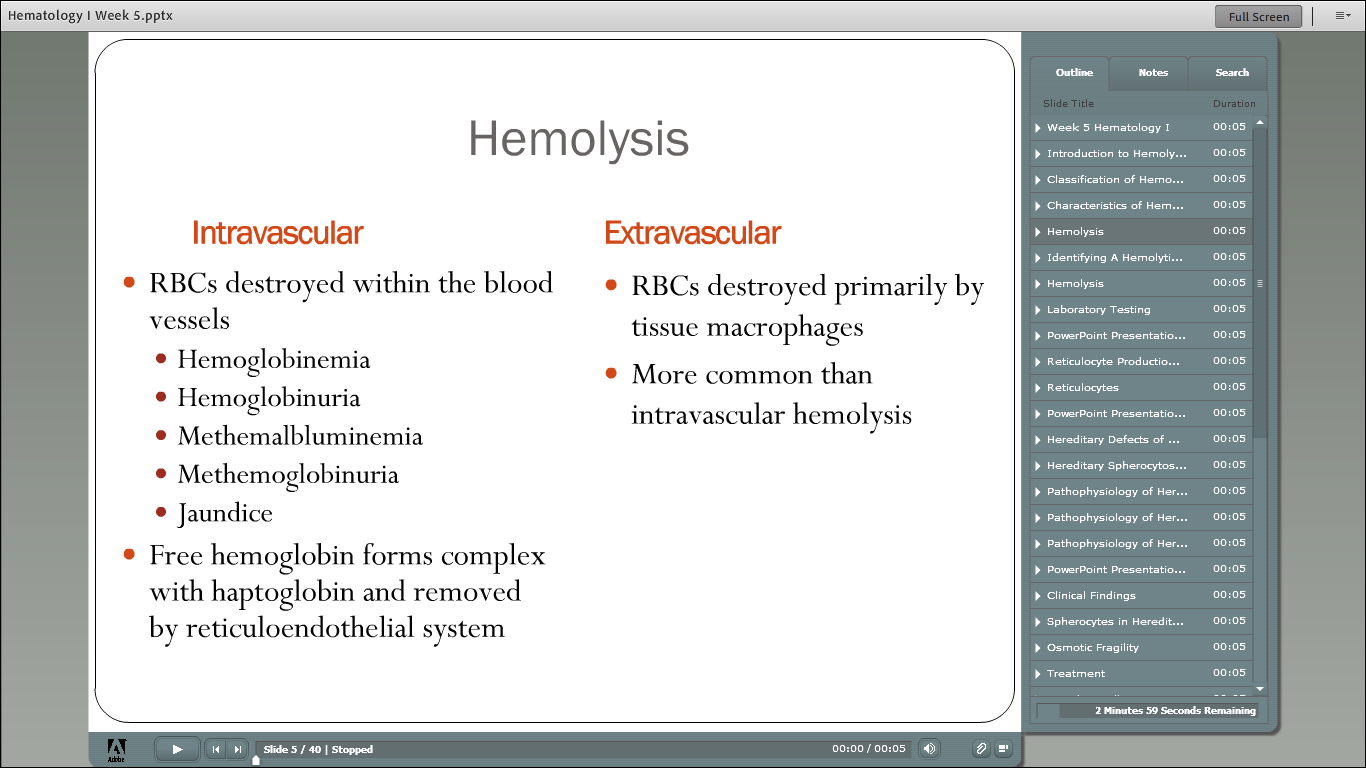 Hematology I Week 5.pptx
Full Screen
Hemolysis
Intravascular
RBCs destroyed within the blood
vessels
Hemoglobinemia
Hemoglobinuria
Methemalbluminemia
Methemoglobinuria
Jaundice
Free hemoglobin forms complex
with haptoglobin and removed
by reticuloendothelial system
Extravascular
RBCs destroyed primarily by
tissue macrophages
More common than
intravascular hemolysis
Outline Notes Search
Slide Title Duration
Week 5 Hematology I 00:05
Introduction to Hemoly... 00:05
Classification of Hemo... 00:05
Characteristics of Hem... 00:05
Hemolysis 00:05
Identifying A Hemolyti... 00:05
Hemolysis 00:05
Laboratory Testing 00:05
PowerPoint Presentatio... 00:05
Reticulocyte Productio... 00:05
Reticulocytes 00:05
PowerPoint Presentatio... 00:05
Hereditary Defects of ... 00:05
Hereditary Spherocytos... 00:05
Pathophysiology of Her... 00:05
Pathophysiology of Her... 00:05
Pathophysiology of Her... 00:05
PowerPoint Presentatio... 00:05
Clinical Findings 00:05
Spherocytes in Heredit... 00:05
Osmotic Fragility 00:05
Treatment 00:05
2 Minutes 59 Seconds Remaining
Adobe
Slide 5 / 40 | Stopped 00:00 / 00:05